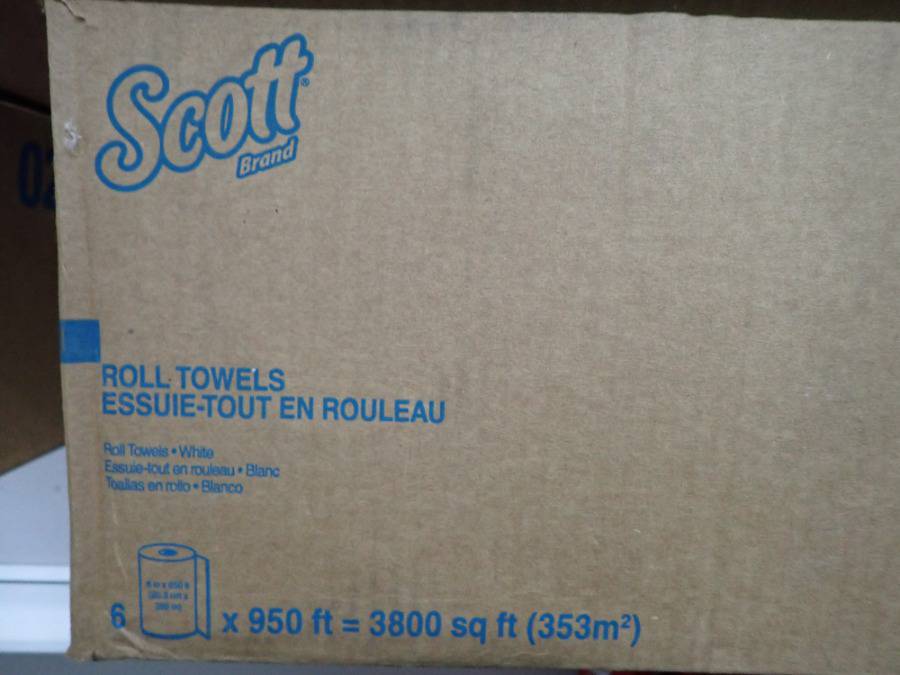 Scott®
Brand
02
ROLL TOWELS
ESSUIE-TOUT EN ROULEAU
Roll Towels • White
Essuie-tout en rouleau • Blanc
Toallas en rollo • Blanco
6 x 950 ft = 3800 sq ft (353m²)